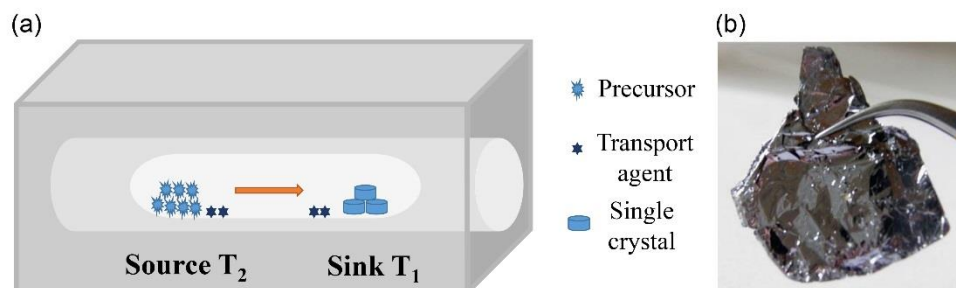 (a)
Source T₂
Sink T₁
Precursor
Transport
agent
Single
crystal
(b)